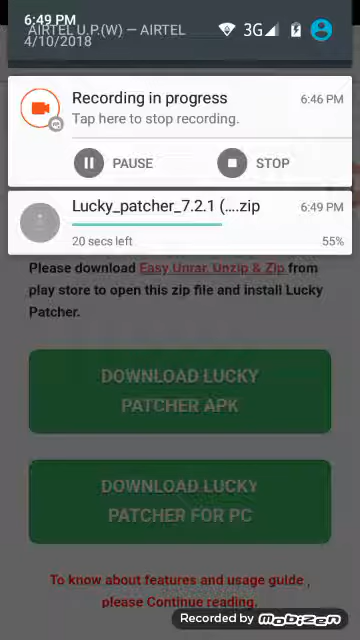 6:49 PM
AIRTEL U.P.(W) — AIRTEL
4/10/2018
3G
Recording in progress
6:46 PM
Tap here to stop recording.
PAUSE
STOP
Lucky_patcher_7.2.1 (....zip
6:49 PM
20 secs left
55%
Please download Easy Unrar, Unzip & Zip from
play store to open this zip file and install Lucky
Patcher.
DOWNLOAD LUCKY
PATCHER APK
DOWNLOAD LUCKY
PATCHER FOR PC
To know about features and usage guide ,
please Continue reading.
Recorded by mobizen